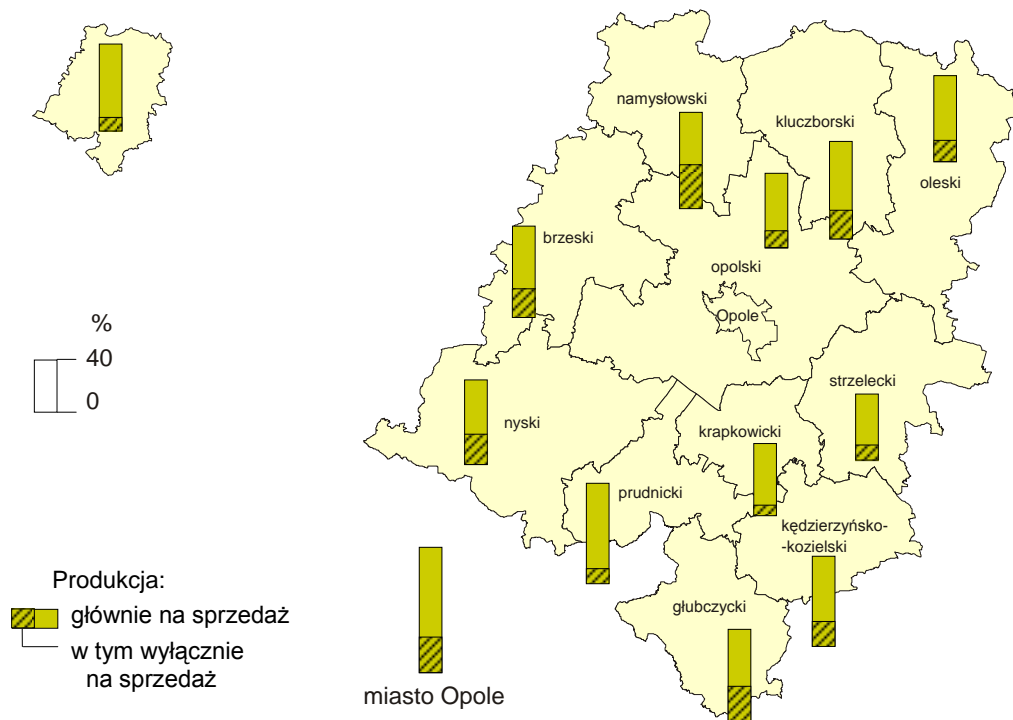 namysłowski
kluczborski
oleski
brzeski
opolski
Opole
%
40
0
strzelecki
nyski
krapkowicki
prudnicki
kędzierzyńsko-
-kozielski
głubczycki
Produkcja:
głównie na sprzedaż
w tym wyłącznie
na sprzedaż
miasto Opole